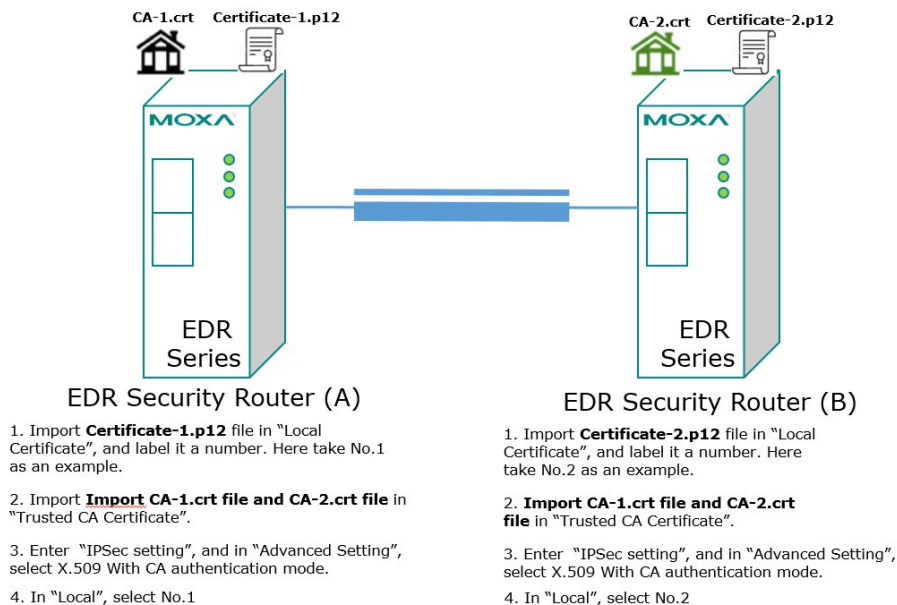 CA-1.crt Certificate-1.p12
CA-2.crt Certificate-2.p12
MOXA
MOXA
EDR
Series
EDR
Series
EDR Security Router (A)
1. Import Certificate-1.p12 file in “Local
Certificate”, and label it a number. Here take No.1
as an example.
2. Import Import CA-1.crt file and CA-2.crt file in
“Trusted CA Certificate”.
3. Enter “IPSec setting”, and in “Advanced Setting”,
select X.509 With CA authentication mode.
4. In “Local”, select No.1
EDR Security Router (B)
1. Import Certificate-2.p12 file in “Local
Certificate”, and label it a number. Here
take No.2 as an example.
2. Import CA-1.crt file and CA-2.crt
file in “Trusted CA Certificate”.
3. Enter “IPSec setting”, and in “Advanced Setting”,
select X.509 With CA authentication mode.
4. In “Local”, select No.2